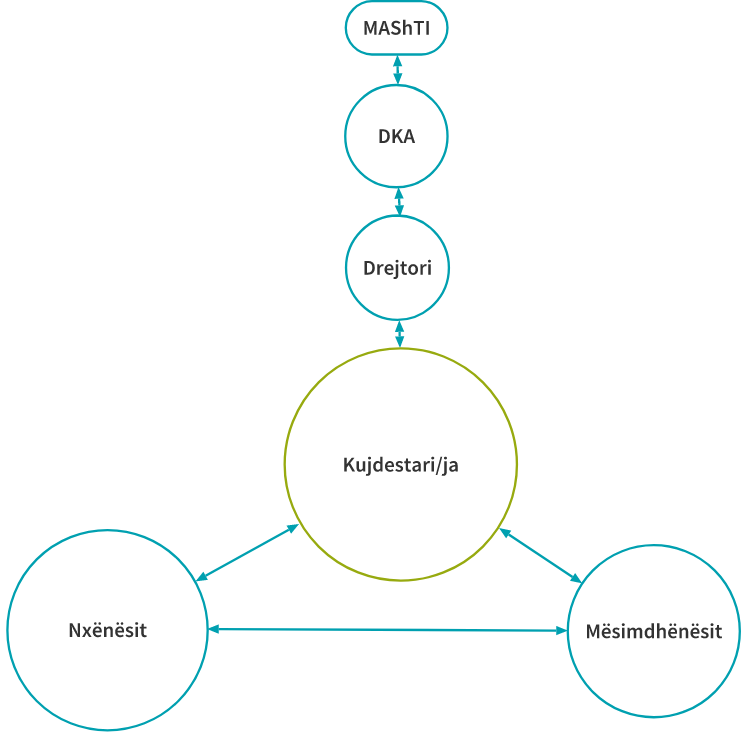 MAShTI
DKA
Drejtori
Kujdestari/ja
Nxënësit
Mësimdhënësit